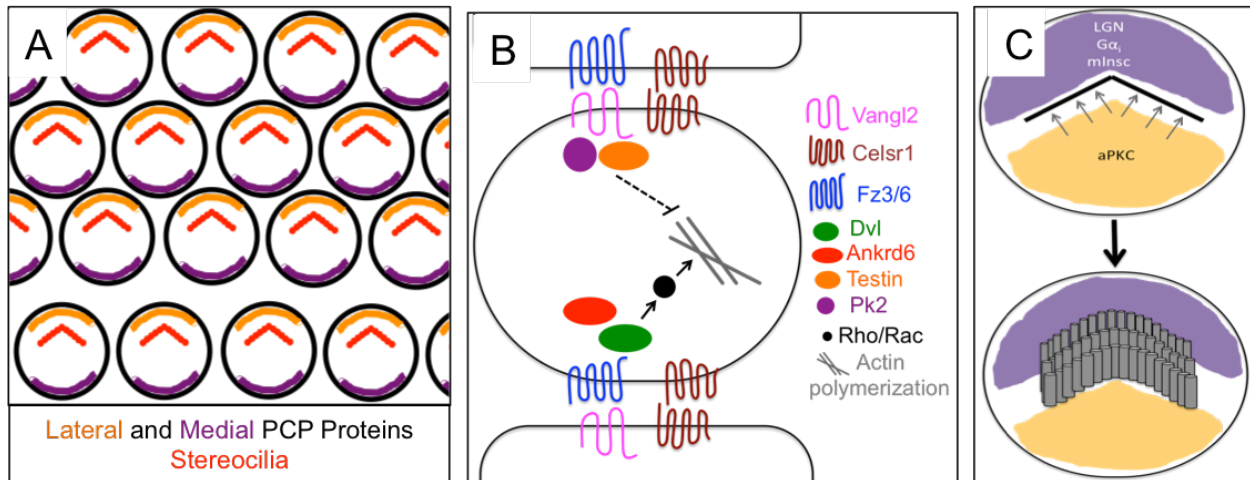 A
Lateral and Medial PCP Proteins
Stereocilia
B
Vangl2
Celsr1
Fz3/6
Dvl
Ankrd6
Testin
Pk2
Rho/Rac
Actin
polymerization
C
LGN
Gαi
mInsc
aPKC